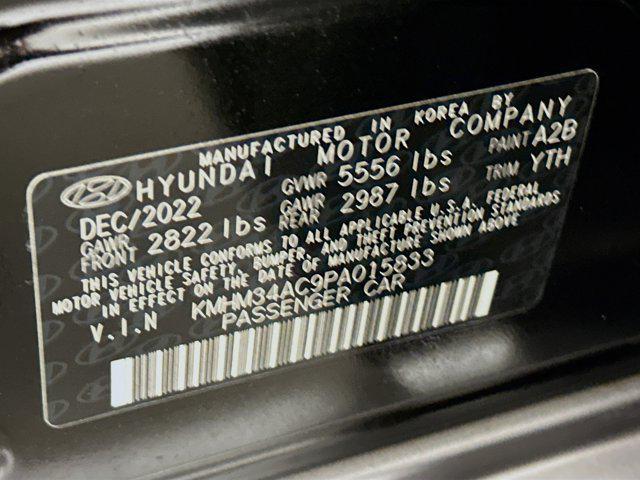 MANUFACTURED IN KOREA BY
HYUNDAI MOTOR COMPANY
DEC/2022 GVWR 5556 lbs PAINT A2B
GAWR FRONT 2822 lbs GAWR REAR 2987 lbs TRIM YTH
THIS VEHICLE CONFORMS TO ALL APPLICABLE U.S.A. FEDERAL
MOTOR VEHICLE SAFETY, BUMPER, AND THEFT PREVENTION STANDARDS
IN EFFECT ON THE DATE OF MANUFACTURE SHOWN ABOVE
V.I.N KMHM34AC9PA015833
PASSENGER CAR